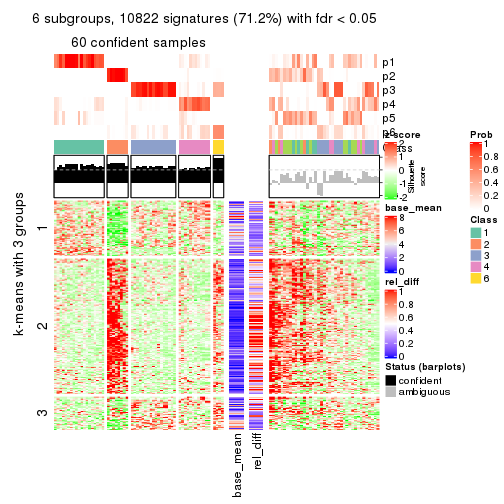 6 subgroups, 10822 signatures (71.2%) with fdr < 0.05
60 confident samples
p1
p2
p3
p4
p5
p6
Class
Silhouette
score
k-means with 3 groups
1
2
3
base_mean
rel_diff
z-score
2
-2
base_mean
8
6
4
2
0
rel_diff
1
0.8
0.6
0.4
0.2
0
Status (barplots)
confident
ambiguous
Prob
1
0.8
0.6
0.4
0.2
0
Class
1
2
3
4
6